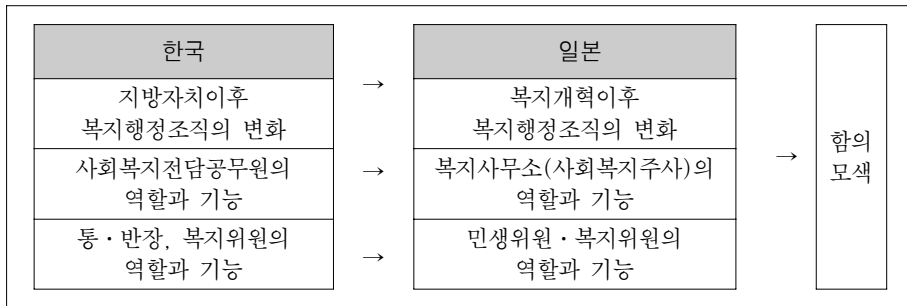 한국
지방자치이후
복지행정조직의 변화
사회복지전담공무원의
역할과 기능
통・반장, 복지위원의
역할과 기능
→
→
→
일본
복지개혁이후
복지행정조직의 변화
복지사무소(사회복지주사)의
역할과 기능
민생위원・복지위원의
역할과 기능
→
함의
모색